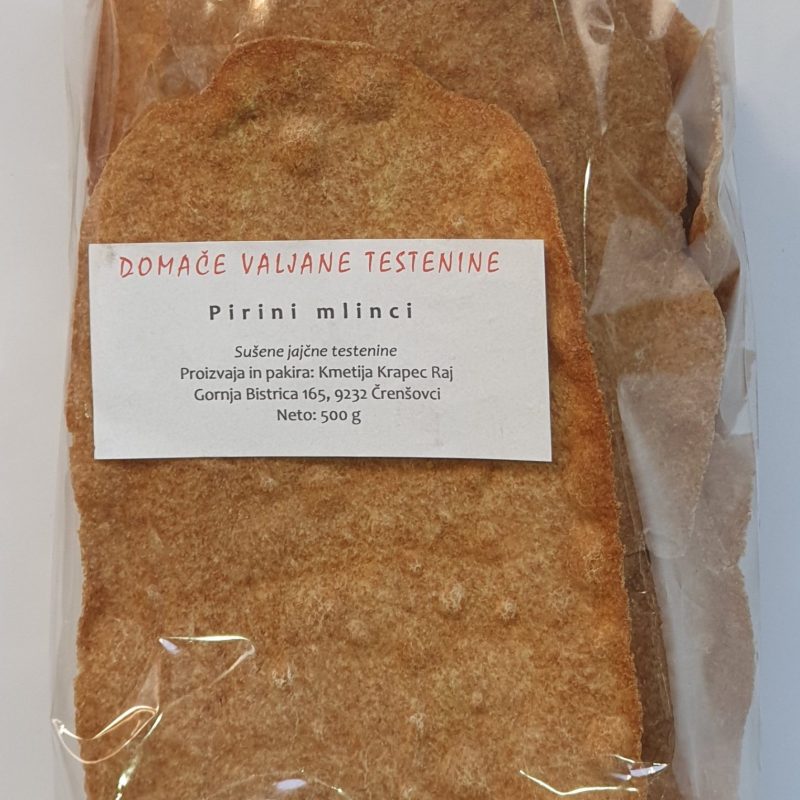 DOMAČE VALJANE TESTENINE
Pirini mlinci
Sušene jajčne testenine
Proizvaja in pakira: Kmetija Krapec Raj
Gornja Bistrica 165, 9232 Črenšovci
Neto: 500 g